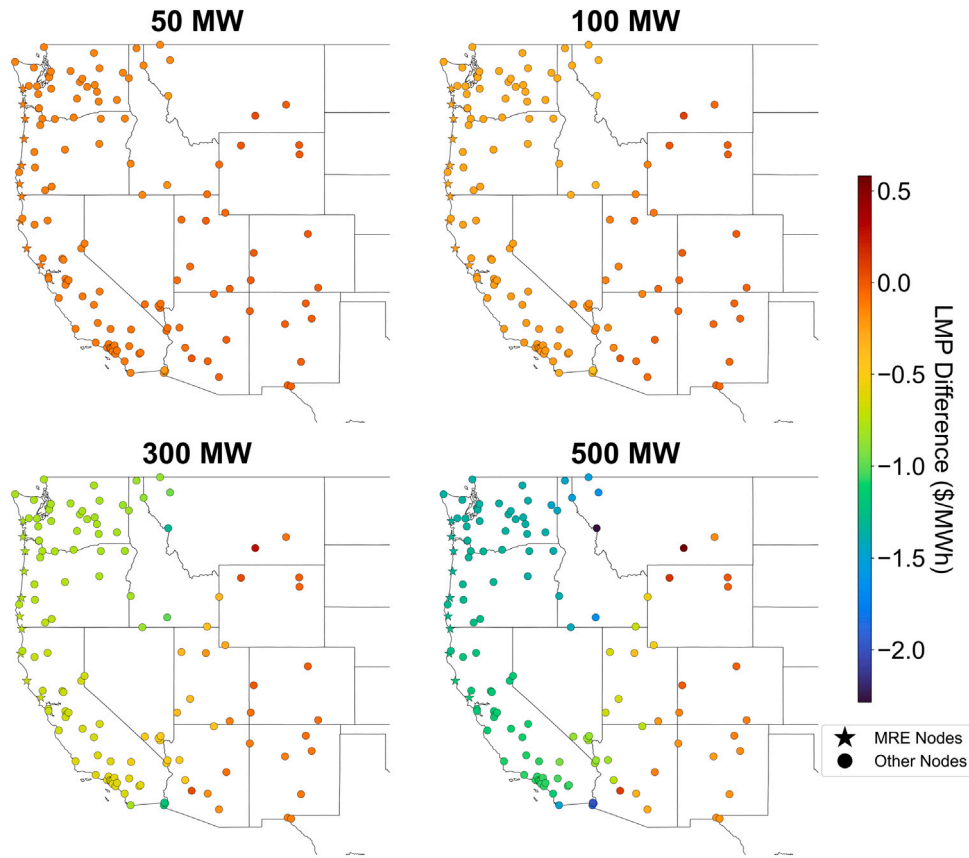 50 MW
100 MW
300 MW
500 MW
0.5
0.0
−0.5
−1.0
−1.5
−2.0
LMP Difference ($/MWh)
MRE Nodes
Other Nodes